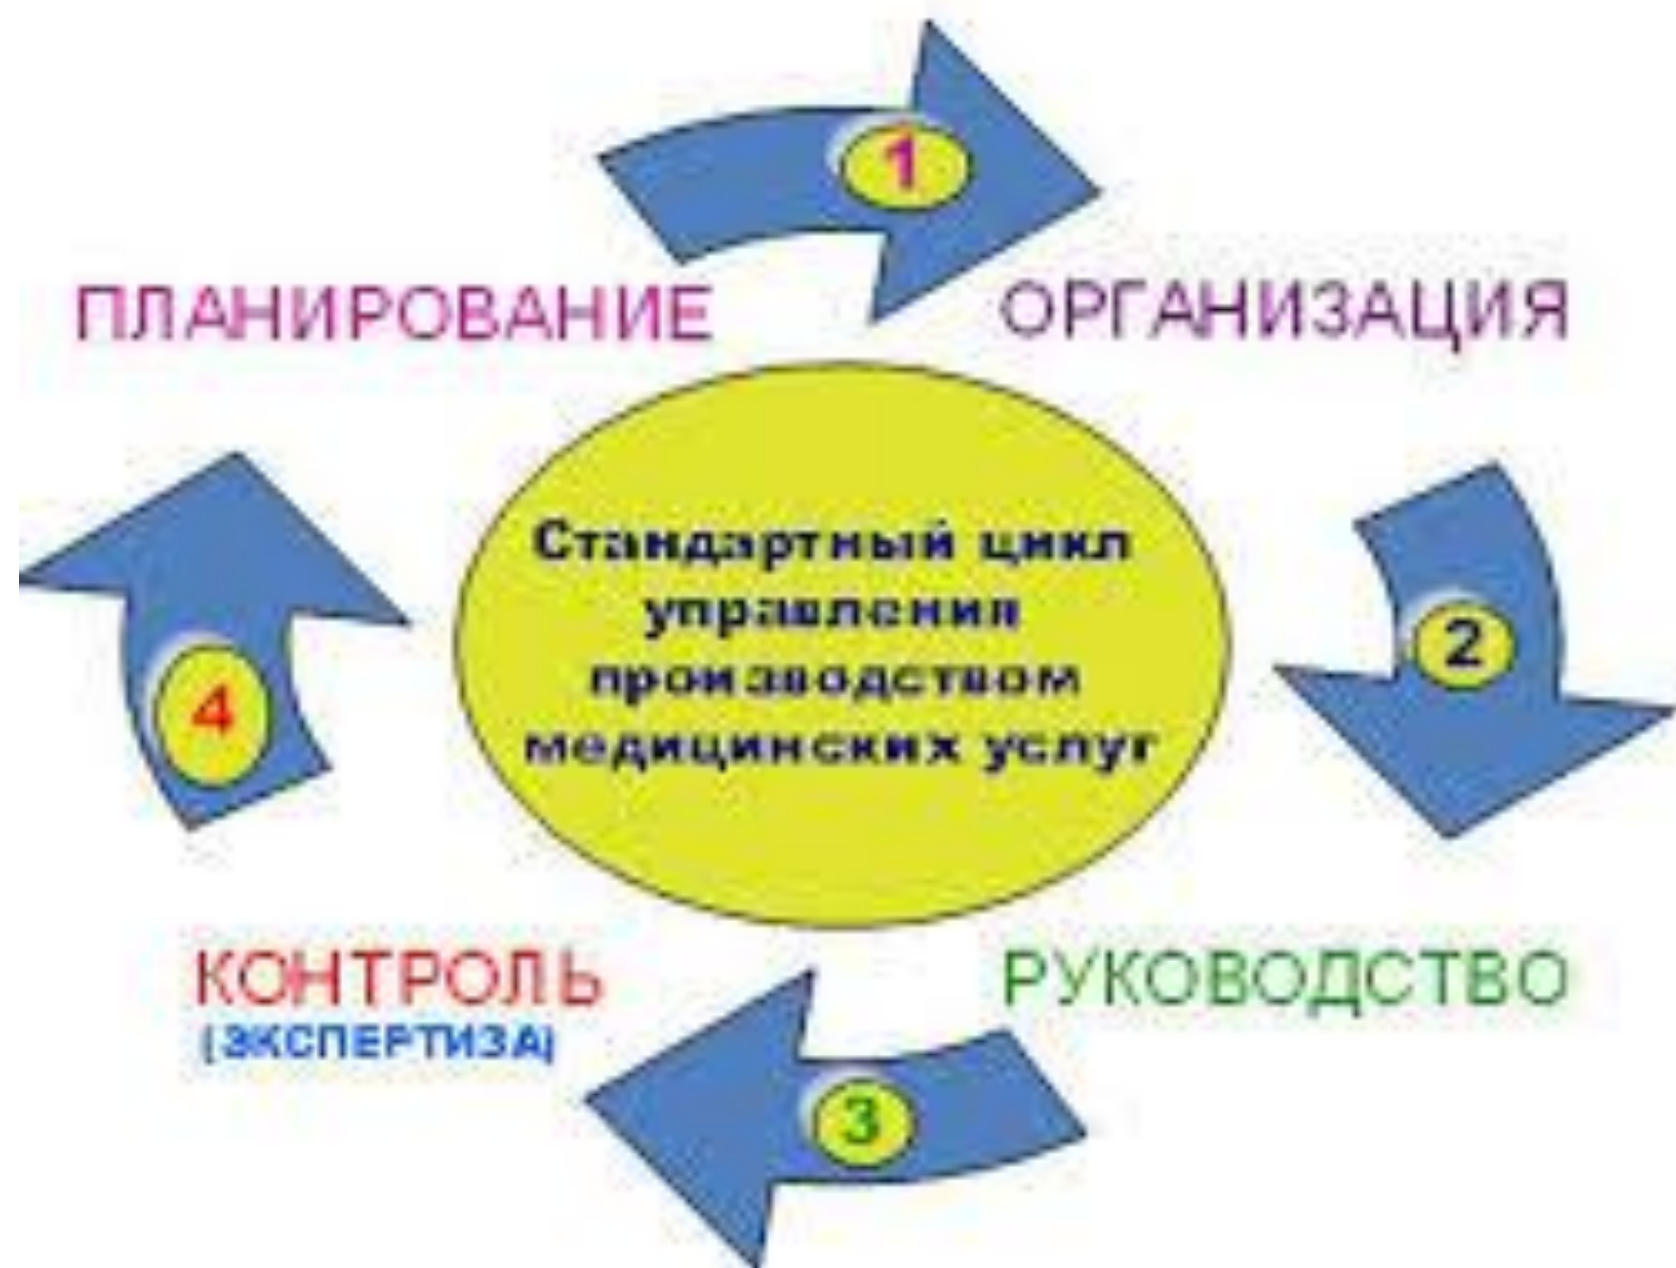 1
ПЛАНИРОВАНИЕ
ОРГАНИЗАЦИЯ
Стандартный цикл
управления
производством
медицинских услуг
2
4
КОНТРОЛЬ
(ЭКСПЕРТИЗА)
РУКОВОДСТВО
3